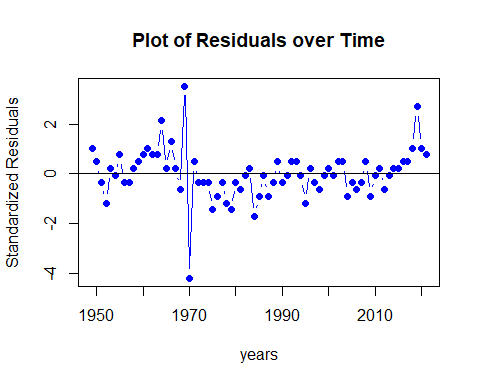 Plot of Residuals over Time
Standardized Residuals
2
0
-2
-4
1950 1970 1990 2010
years